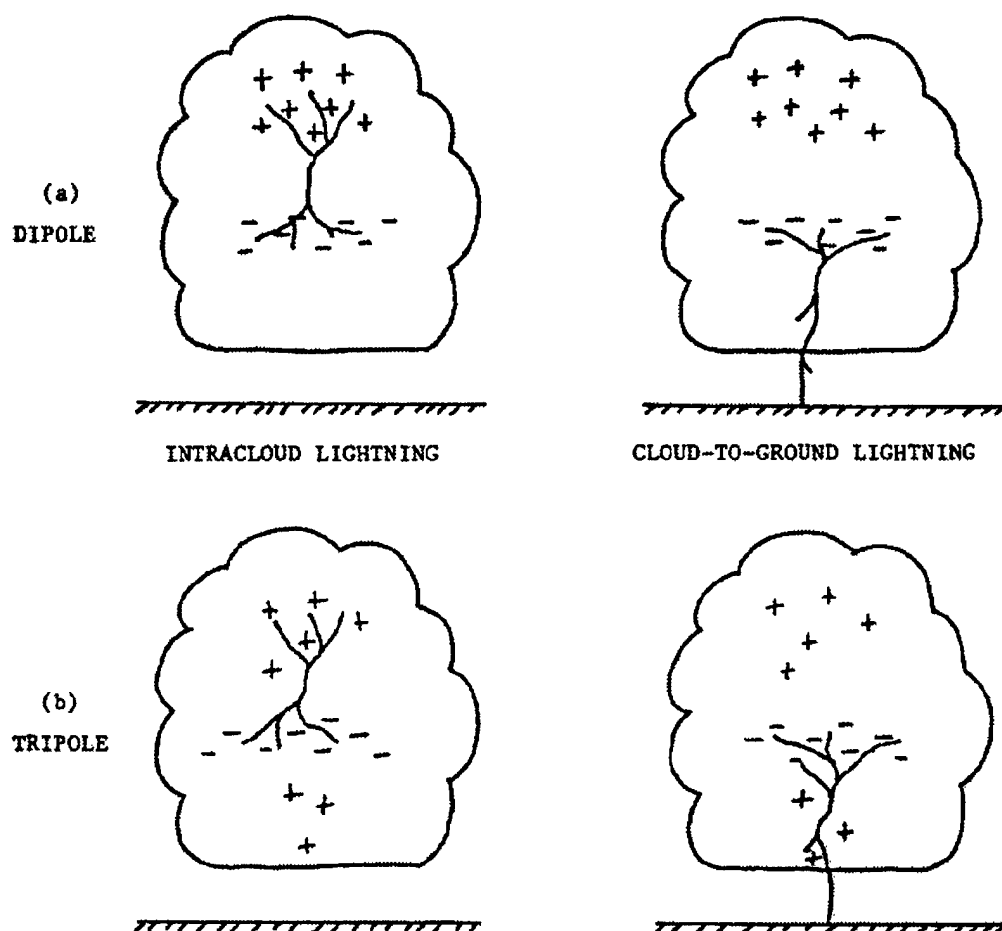 (a)
DIPOLE
INTRACLOUD LIGHTNING
CLOUD-TO-GROUND LIGHTNING
(b)
TRIPOLE